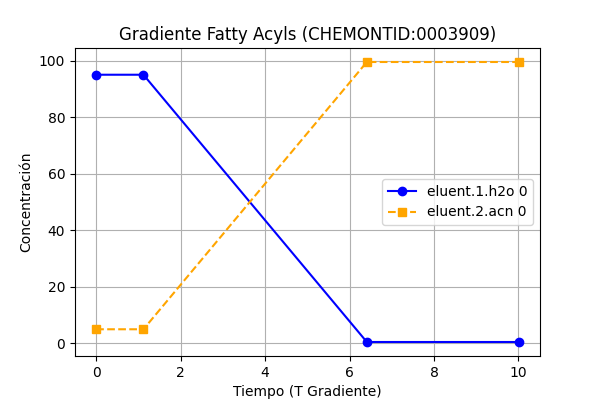 Gradiente Fatty Acyls (CHEMONTID:0003909)
Concentración
100
80
60
40
20
0
eluent.1.h2o 0
eluent.2.acn 0
0 2 4 6 8 10
Tiempo (T Gradiente)